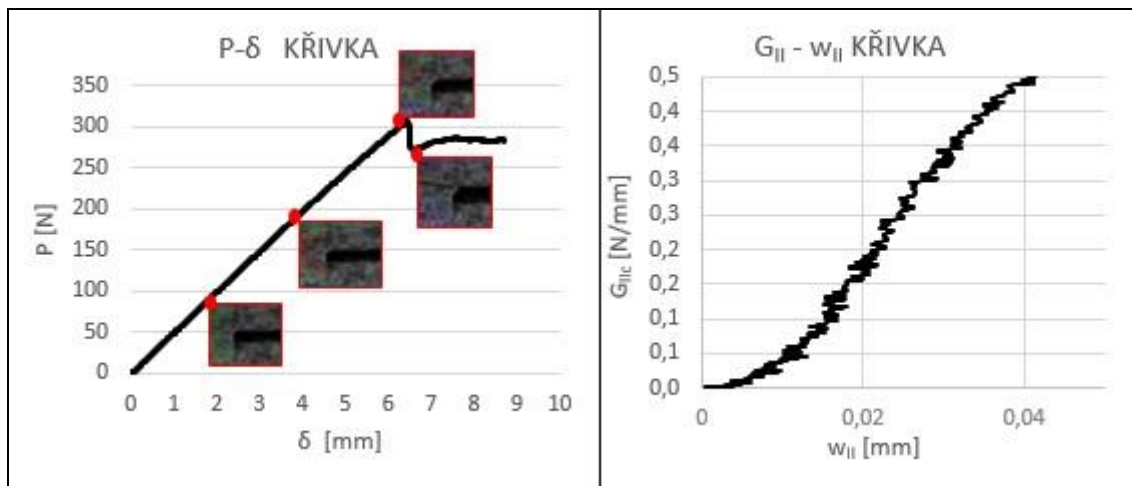 P-δ KŘIVKA
350
300
250
200
150
100
50
0
P [N]
0 1 2 3 4 5 6 7 8 9 10
δ [mm]
G_II - w_II KŘIVKA
0,5
0,4
0,4
0,3
0,3
0,2
0,2
0,1
0,1
0,0
G_IIc [N/mm]
0 0,02 0,04
w_II [mm]